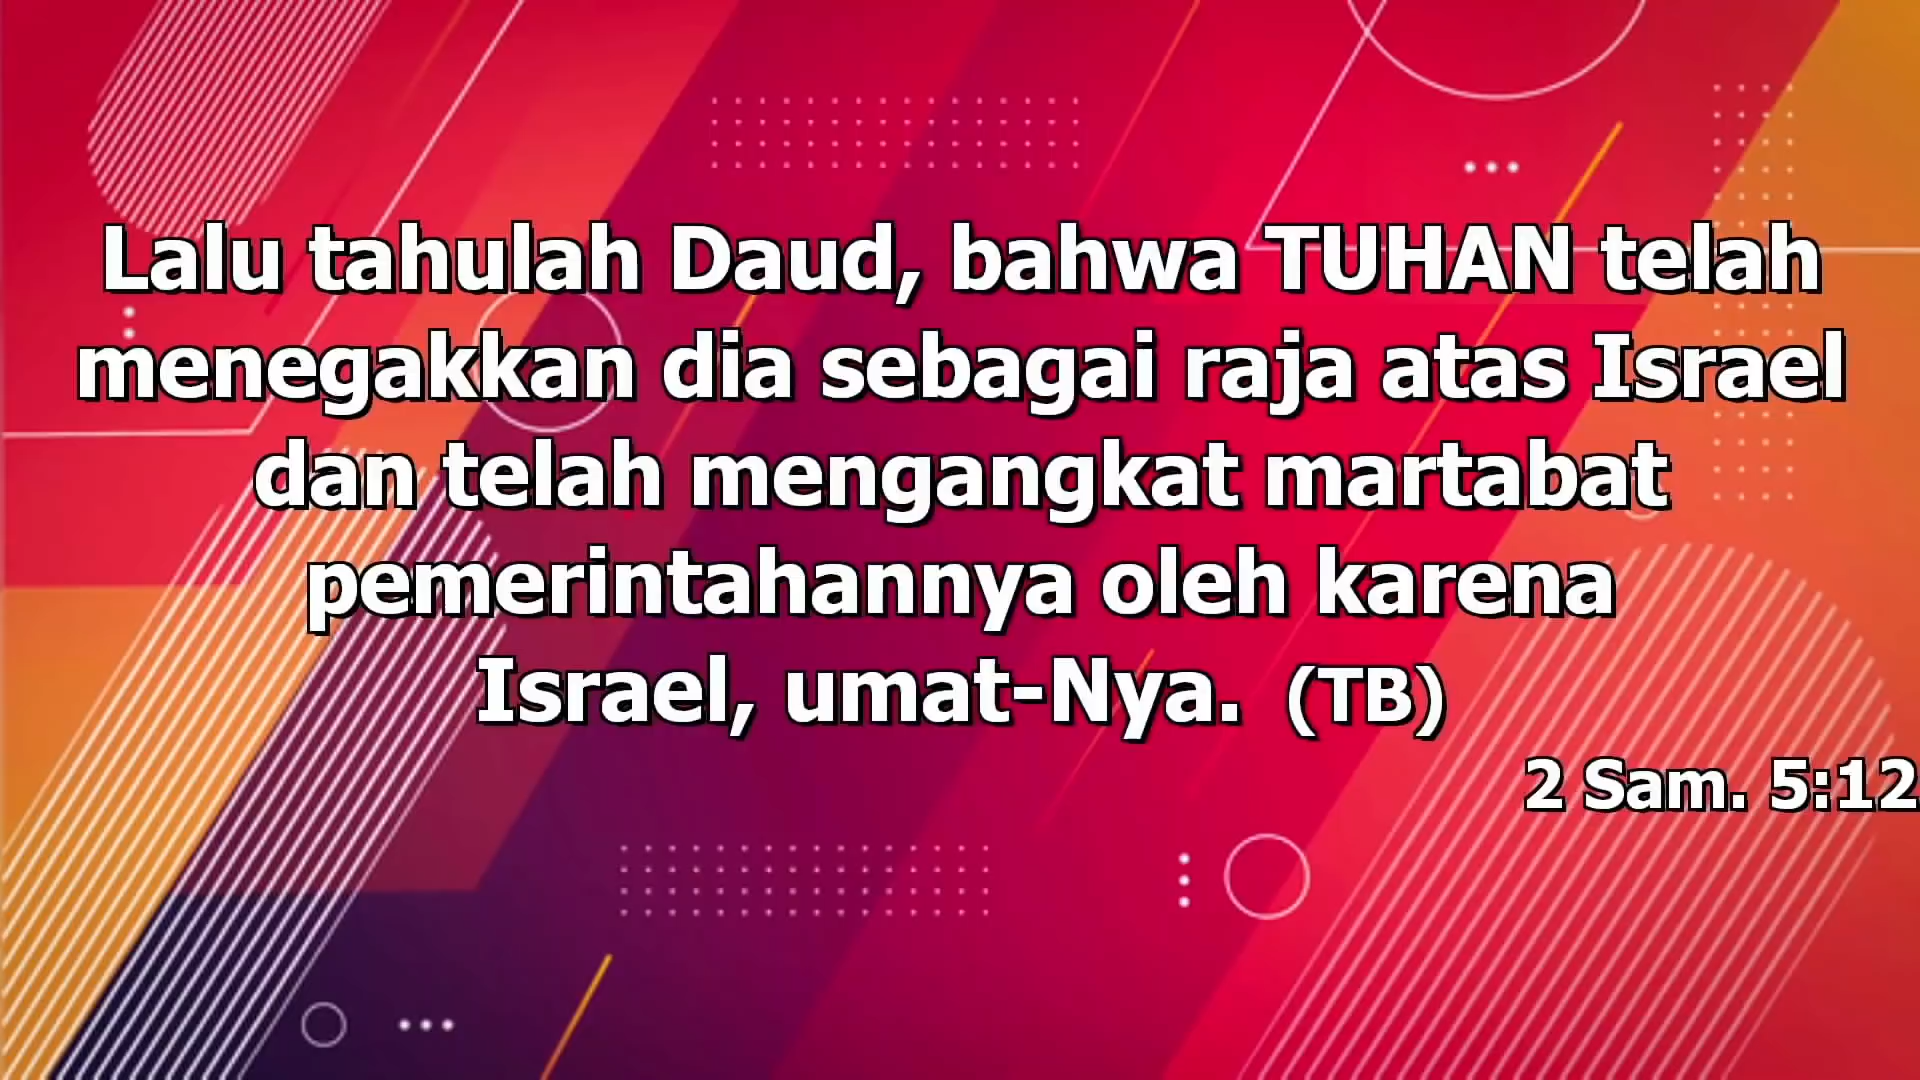 Lalu tahulah Daud, bahwa TUHAN telah
menegakkan dia sebagai raja atas Israel
dan telah mengangkat martabat
pemerintahannya oleh karena
Israel, umat-Nya. (TB)
2 Sam. 5:12